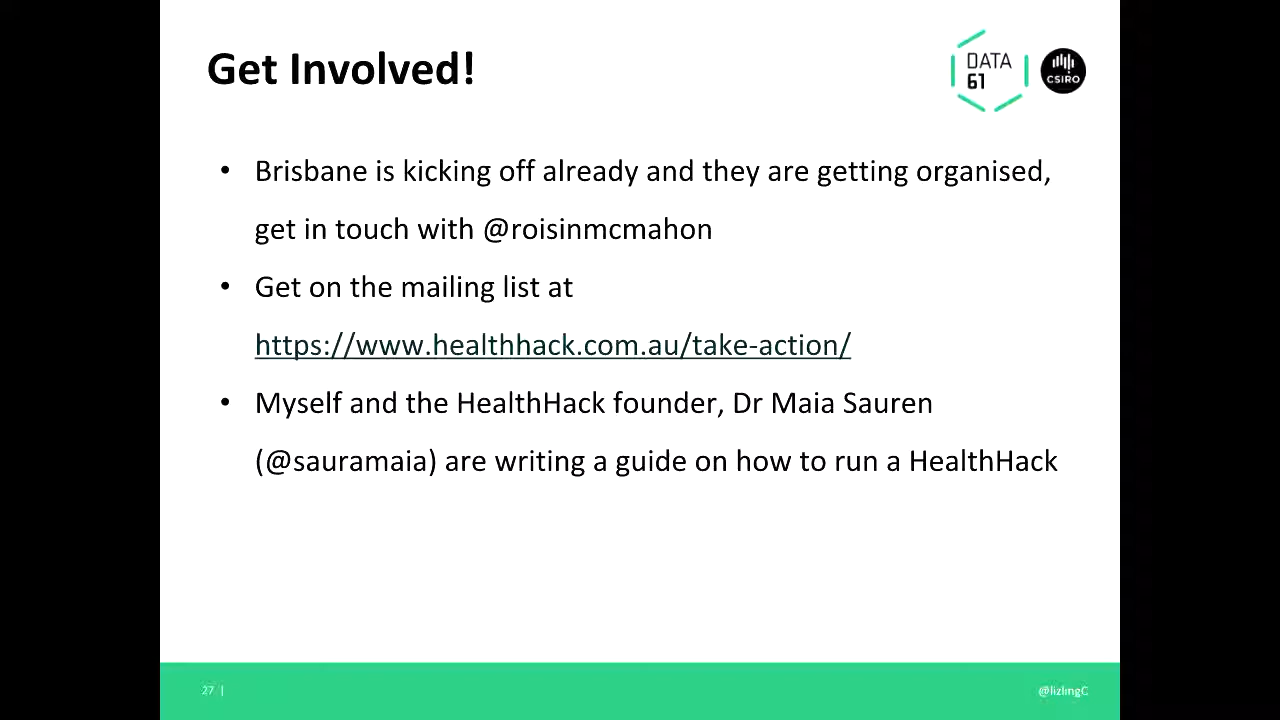 Get Involved!
DATA
61
CSIRO
• Brisbane is kicking off already and they are getting organised,
get in touch with @roisinmcmahon
• Get on the mailing list at
https://www.healthhack.com.au/take-action/
• Myself and the HealthHack founder, Dr Maia Sauren
(@sauramaia) are writing a guide on how to run a HealthHack
27 |
@lizlingC